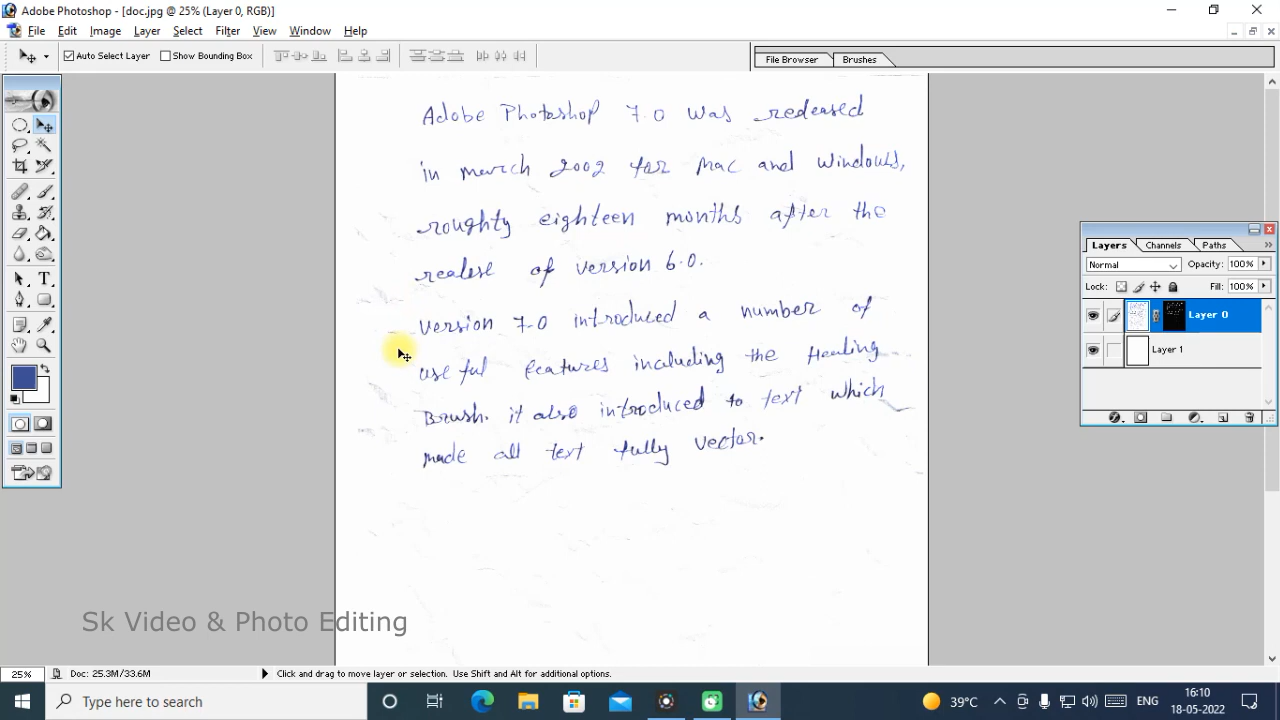 Adobe Photoshop - [doc.jpg @ 25% (Layer 0, RGB)]
File Edit Image Layer Select Filter View Window Help
Auto Select Layer Show Bounding Box
File Browser Brushes
Adobe Photoshop 7.0 was redeased
in march 2002 for Mac and Windows,
roughty eighteen months after the
realese of version 6.0.
version 7.0 introduced a number of
use ful features including the Healing
Brush. it also introduced to text which
made all text fully vector.
Layers Channels Paths
Normal Opacity: 100%
Lock: Fill: 100%
Layer 0
Layer 1
Sk Video & Photo Editing
25% Doc: 25.3M/33.6M Click and drag to move layer or selection. Use Shift and Alt for additional options.
Type here to search
39°C ENG 16:10
18-05-2022